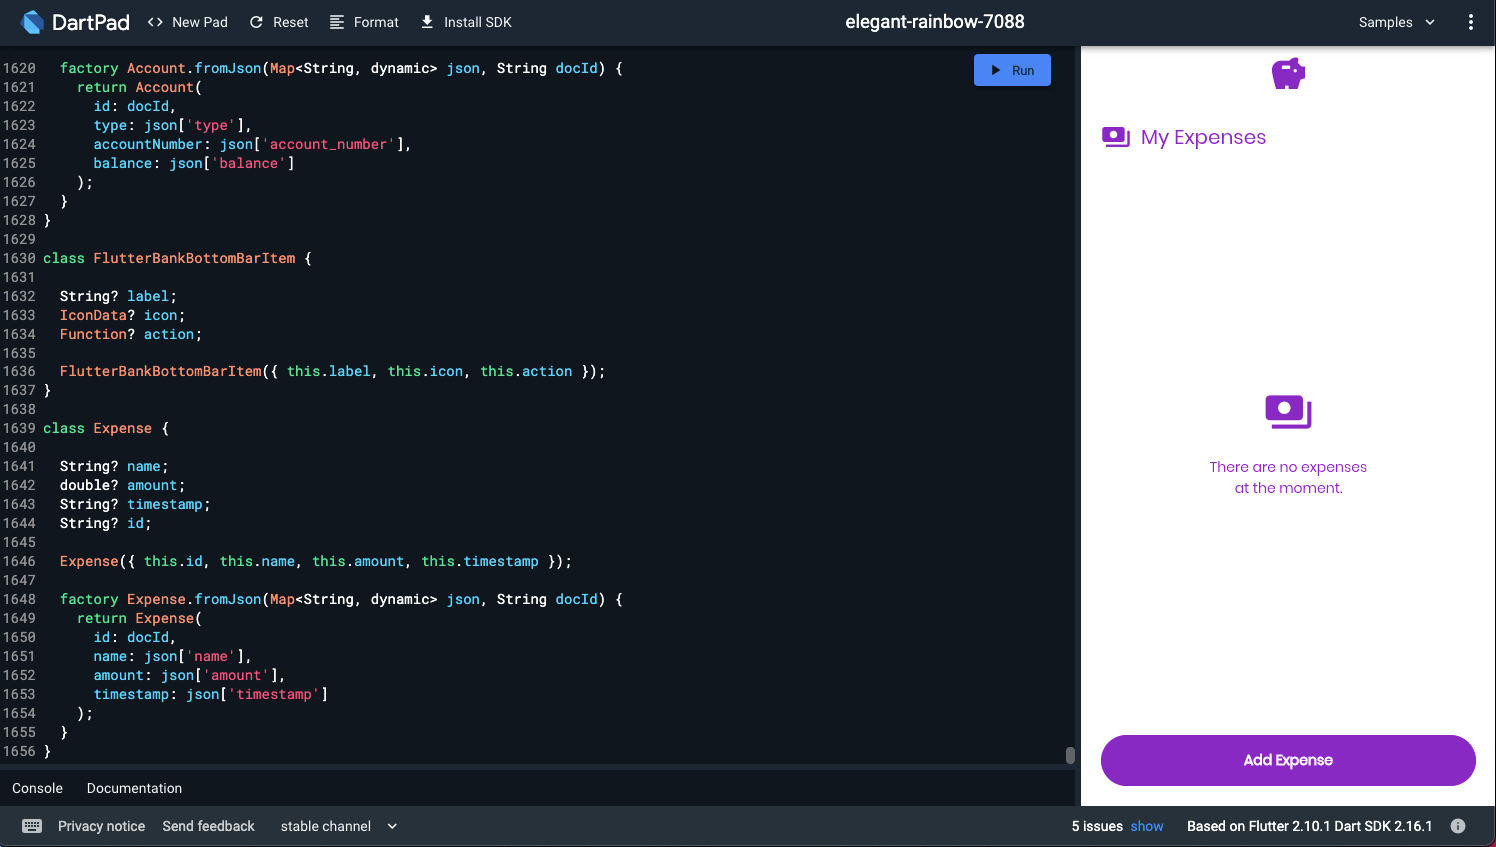 DartPad
New Pad
Reset
Format
Install SDK
elegant-rainbow-7088
Samples
1620   factory Account.fromJson(Map<String, dynamic> json, String docId) {
1621     return Account(
1622       id: docId,
1623       type: json['type'],
1624       accountNumber: json['account_number'],
1625       balance: json['balance']
1626     );
1627   }
1628 }
1629
1630 class FlutterBankBottomBarItem {
1631
1632   String? label;
1633   IconData? icon;
1634   Function? action;
1635
1636   FlutterBankBottomBarItem({ this.label, this.icon, this.action });
1637 }
1638
1639 class Expense {
1640
1641   String? name;
1642   double? amount;
1643   String? timestamp;
1644   String? id;
1645
1646   Expense({ this.id, this.name, this.amount, this.timestamp });
1647
1648   factory Expense.fromJson(Map<String, dynamic> json, String docId) {
1649     return Expense(
1650       id: docId,
1651       name: json['name'],
1652       amount: json['amount'],
1653       timestamp: json['timestamp']
1654     );
1655   }
1656 }
Run
My Expenses
There are no expenses
at the moment.
Add Expense
Console
Documentation
Privacy notice
Send feedback
stable channel
5 issues show
Based on Flutter 2.10.1 Dart SDK 2.16.1